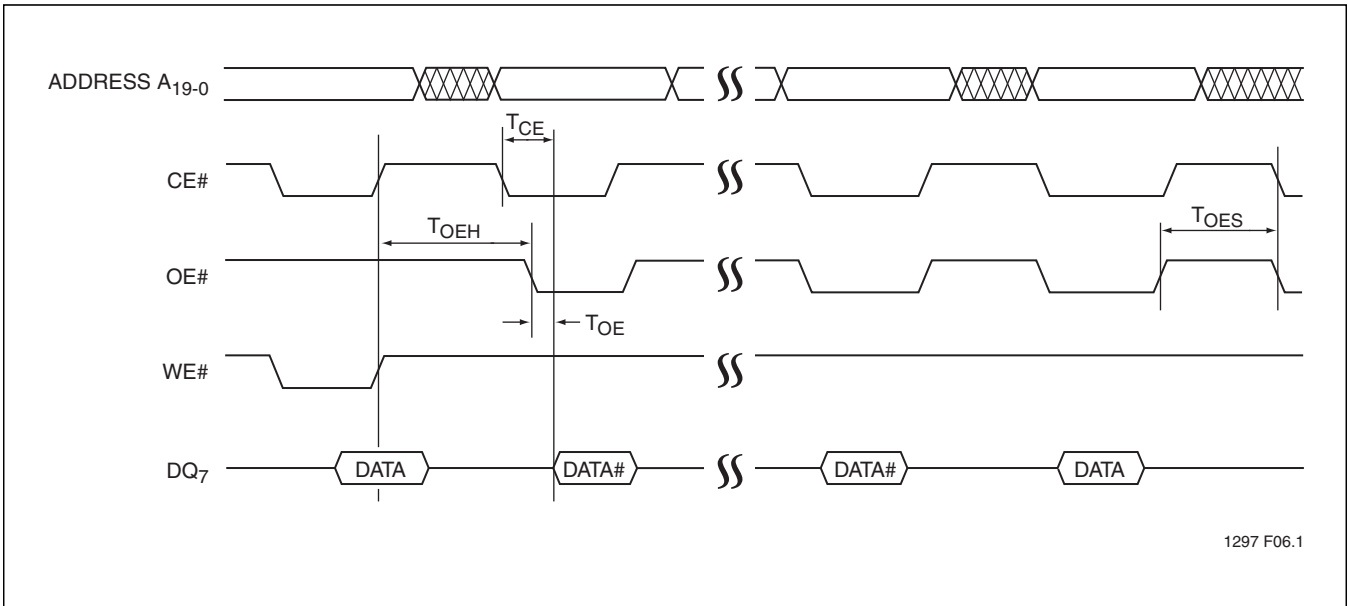 ADDRESS A19-0
TCE
CE#
TOEH
TOES
OE#
TOE
WE#
DQ7
DATA
DATA#
DATA#
DATA
1297 F06.1